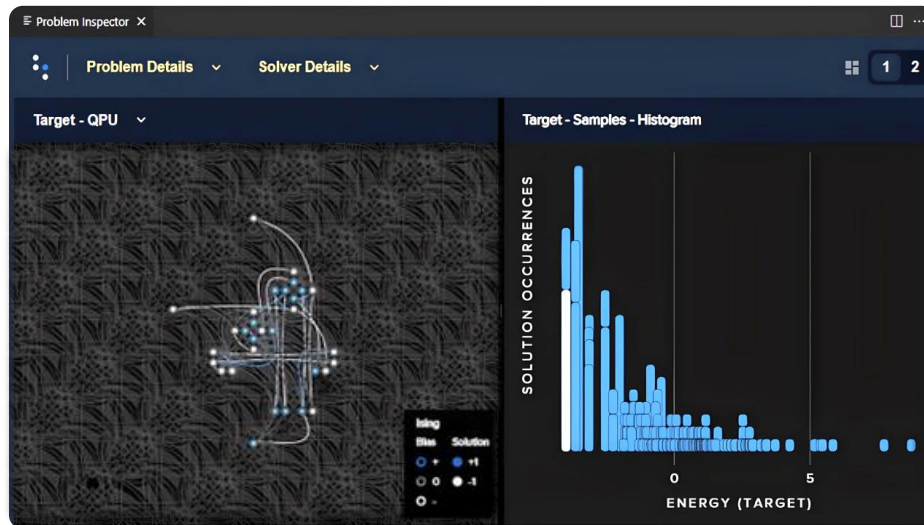 Problem Inspector
Problem Details
Solver Details
1
2
Target - QPU
Target - Samples - Histogram
SOLUTION OCCURRENCES
0
5
ENERGY (TARGET)
Ising
Bias Solution
+ +1
0 -1
-